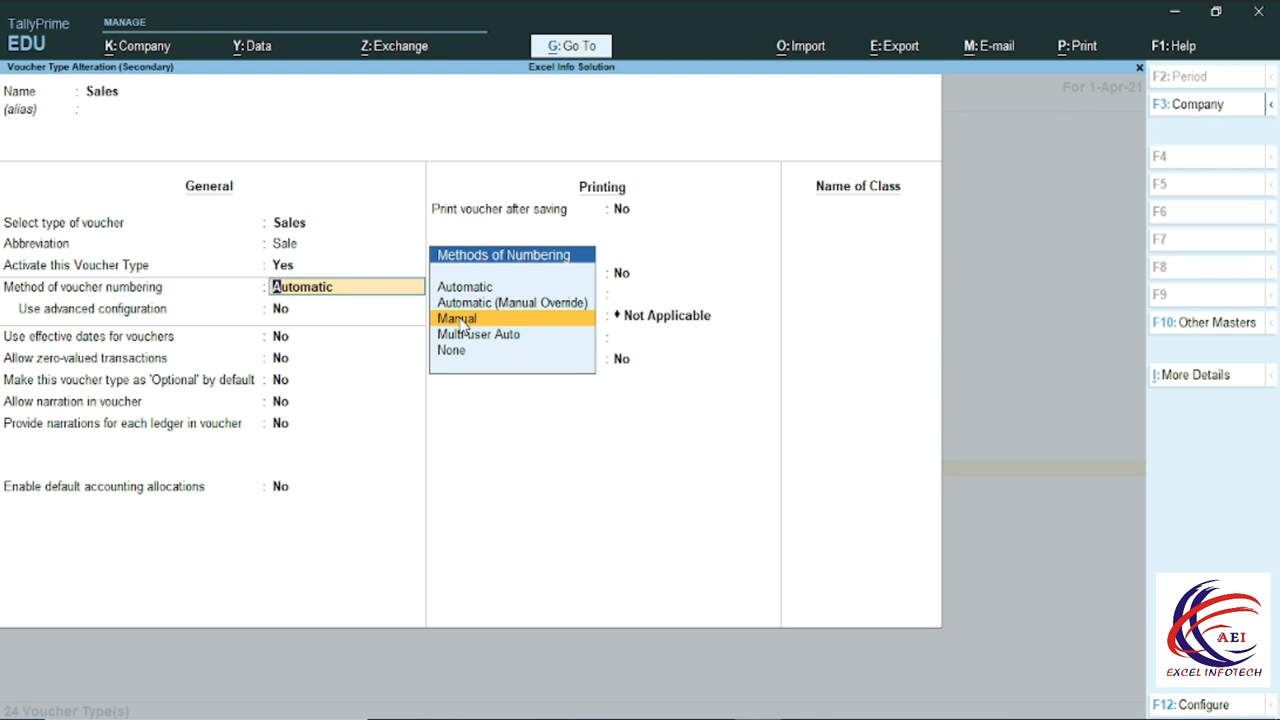 TallyPrime
EDU
MANAGE
K: Company
Y: Data
Z: Exchange
G: Go To
O: Import
E: Export
M: E-mail
P: Print
F1: Help
Voucher Type Alteration (Secondary)
Excel Info Solution
×
Name : Sales
(alias) :
For 1-Apr-21
General
Select type of voucher : Sales
Abbreviation : Sale
Activate this Voucher Type : Yes
Method of voucher numbering : Automatic
Use advanced configuration : No
Use effective dates for vouchers : No
Allow zero-valued transactions : No
Make this voucher type as 'Optional' by default : No
Allow narration in voucher : No
Provide narrations for each ledger in voucher : No
Enable default accounting allocations : No
Printing
Print voucher after saving : No
Methods of Numbering
Automatic
Automatic (Manual Override)
Manual
Multi-user Auto
None
: No
:
: ♦ Not Applicable
:
: No
Name of Class
F2: Period
F3: Company
F4
F5
F6
F7
F8
F9
F10: Other Masters
I: More Details
AEI
EXCEL INFOTECH
F12: Configure
24 Voucher Type(s)